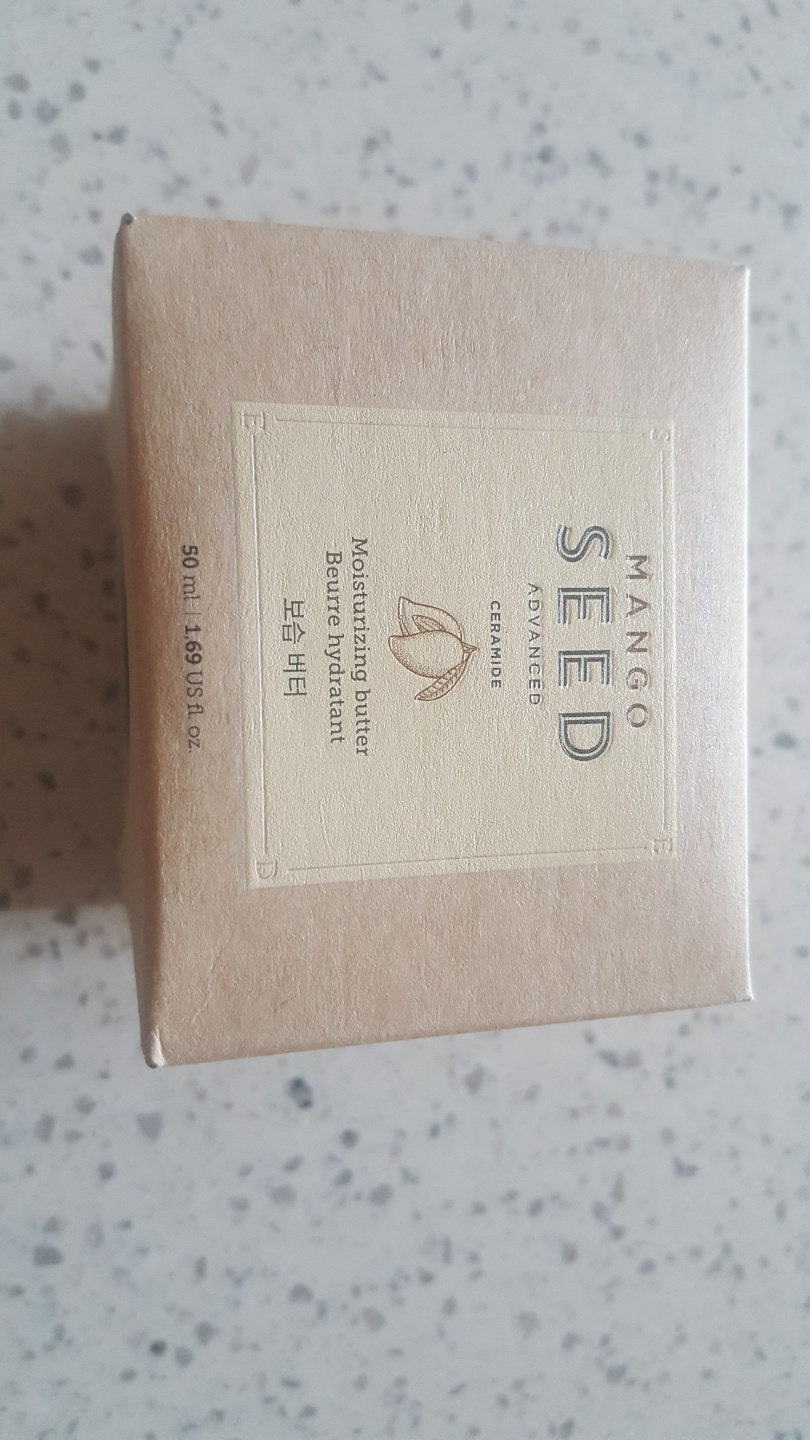 MANGO
SEED
ADVANCED
CERAMIDE
Moisturizing butter
Beurre hydratant
보습 버터
50 ml | 1.69 US fl oz.
S
E
E
D